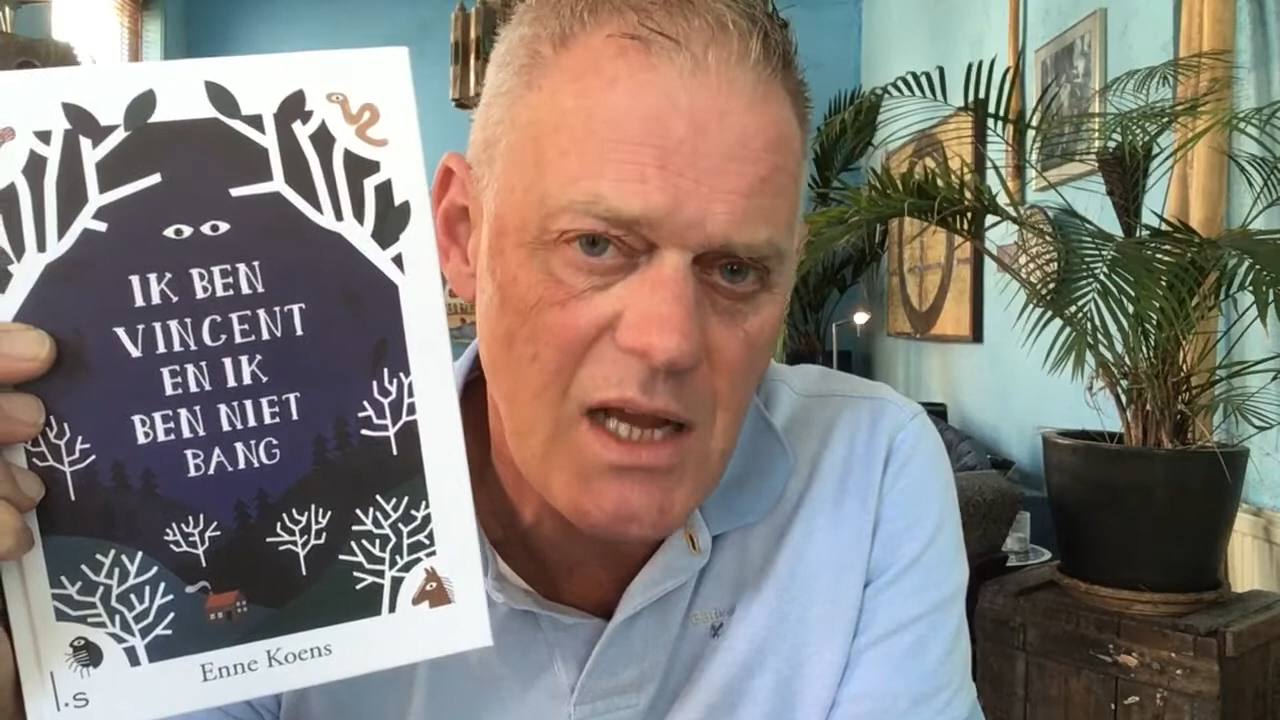 IK BEN
VINCENT
EN IK
BEN NIET
BANG
Enne Koens
l.s